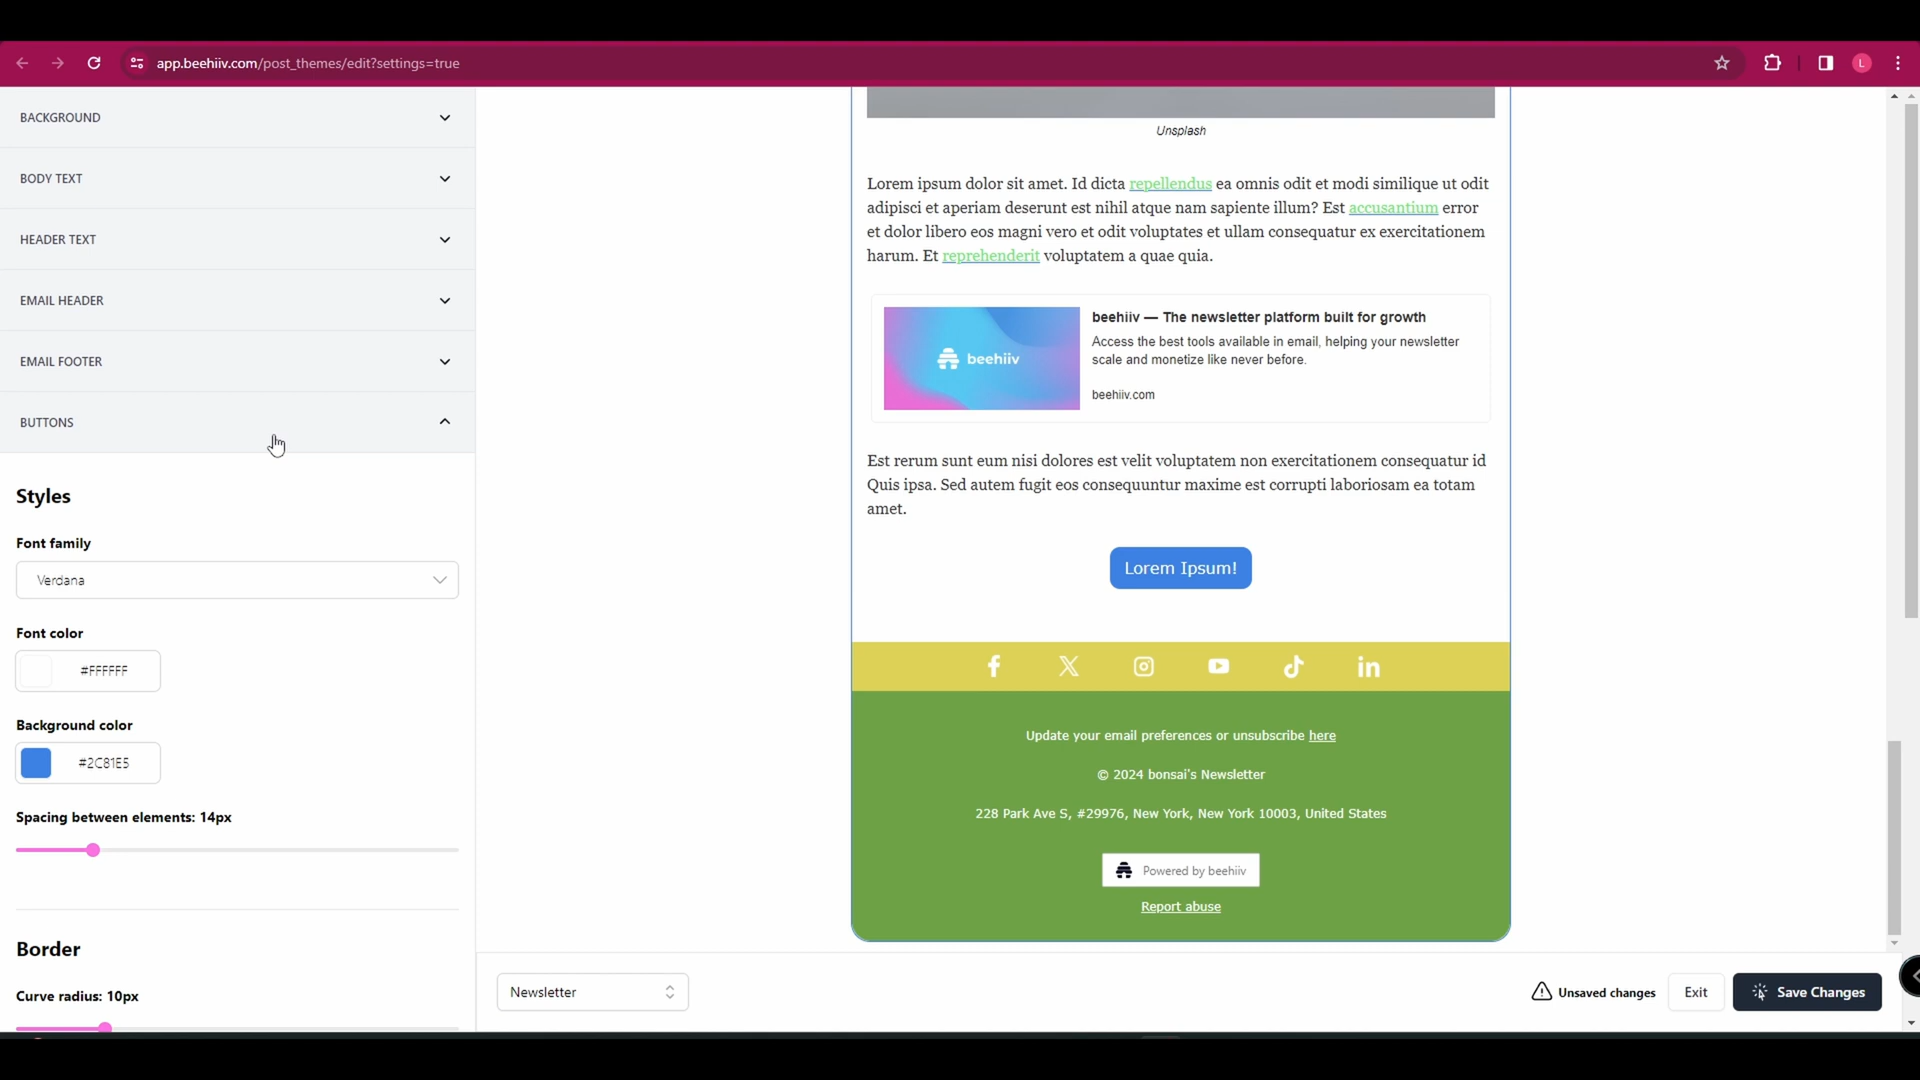 app.beehiiv.com/post_themes/edit?settings=true
L
BACKGROUND
BODY TEXT
HEADER TEXT
EMAIL HEADER
EMAIL FOOTER
BUTTONS
Styles
Font family
Verdana
Font color
#FFFFFF
Background color
#2C81E5
Spacing between elements: 14px
Border
Curve radius: 10px
Unsplash
Lorem ipsum dolor sit amet. Id dicta repellendus ea omnis odit et modi similique ut odit
adipisci et aperiam deserunt est nihil atque nam sapiente illum? Est accusantium error
et dolor libero eos magni vero et odit voluptates et ullam consequatur ex exercitationem
harum. Et reprehenderit voluptatem a quae quia.
beehiiv
beehiiv — The newsletter platform built for growth
Access the best tools available in email, helping your newsletter
scale and monetize like never before.
beehiiv.com
Est rerum sunt eum nisi dolores est velit voluptatem non exercitationem consequatur id
Quis ipsa. Sed autem fugit eos consequuntur maxime est corrupti laboriosam ea totam
amet.
Lorem Ipsum!
Update your email preferences or unsubscribe here
© 2024 bonsai's Newsletter
228 Park Ave S, #29976, New York, New York 10003, United States
Powered by beehiiv
Report abuse
Newsletter
Unsaved changes
Exit
Save Changes